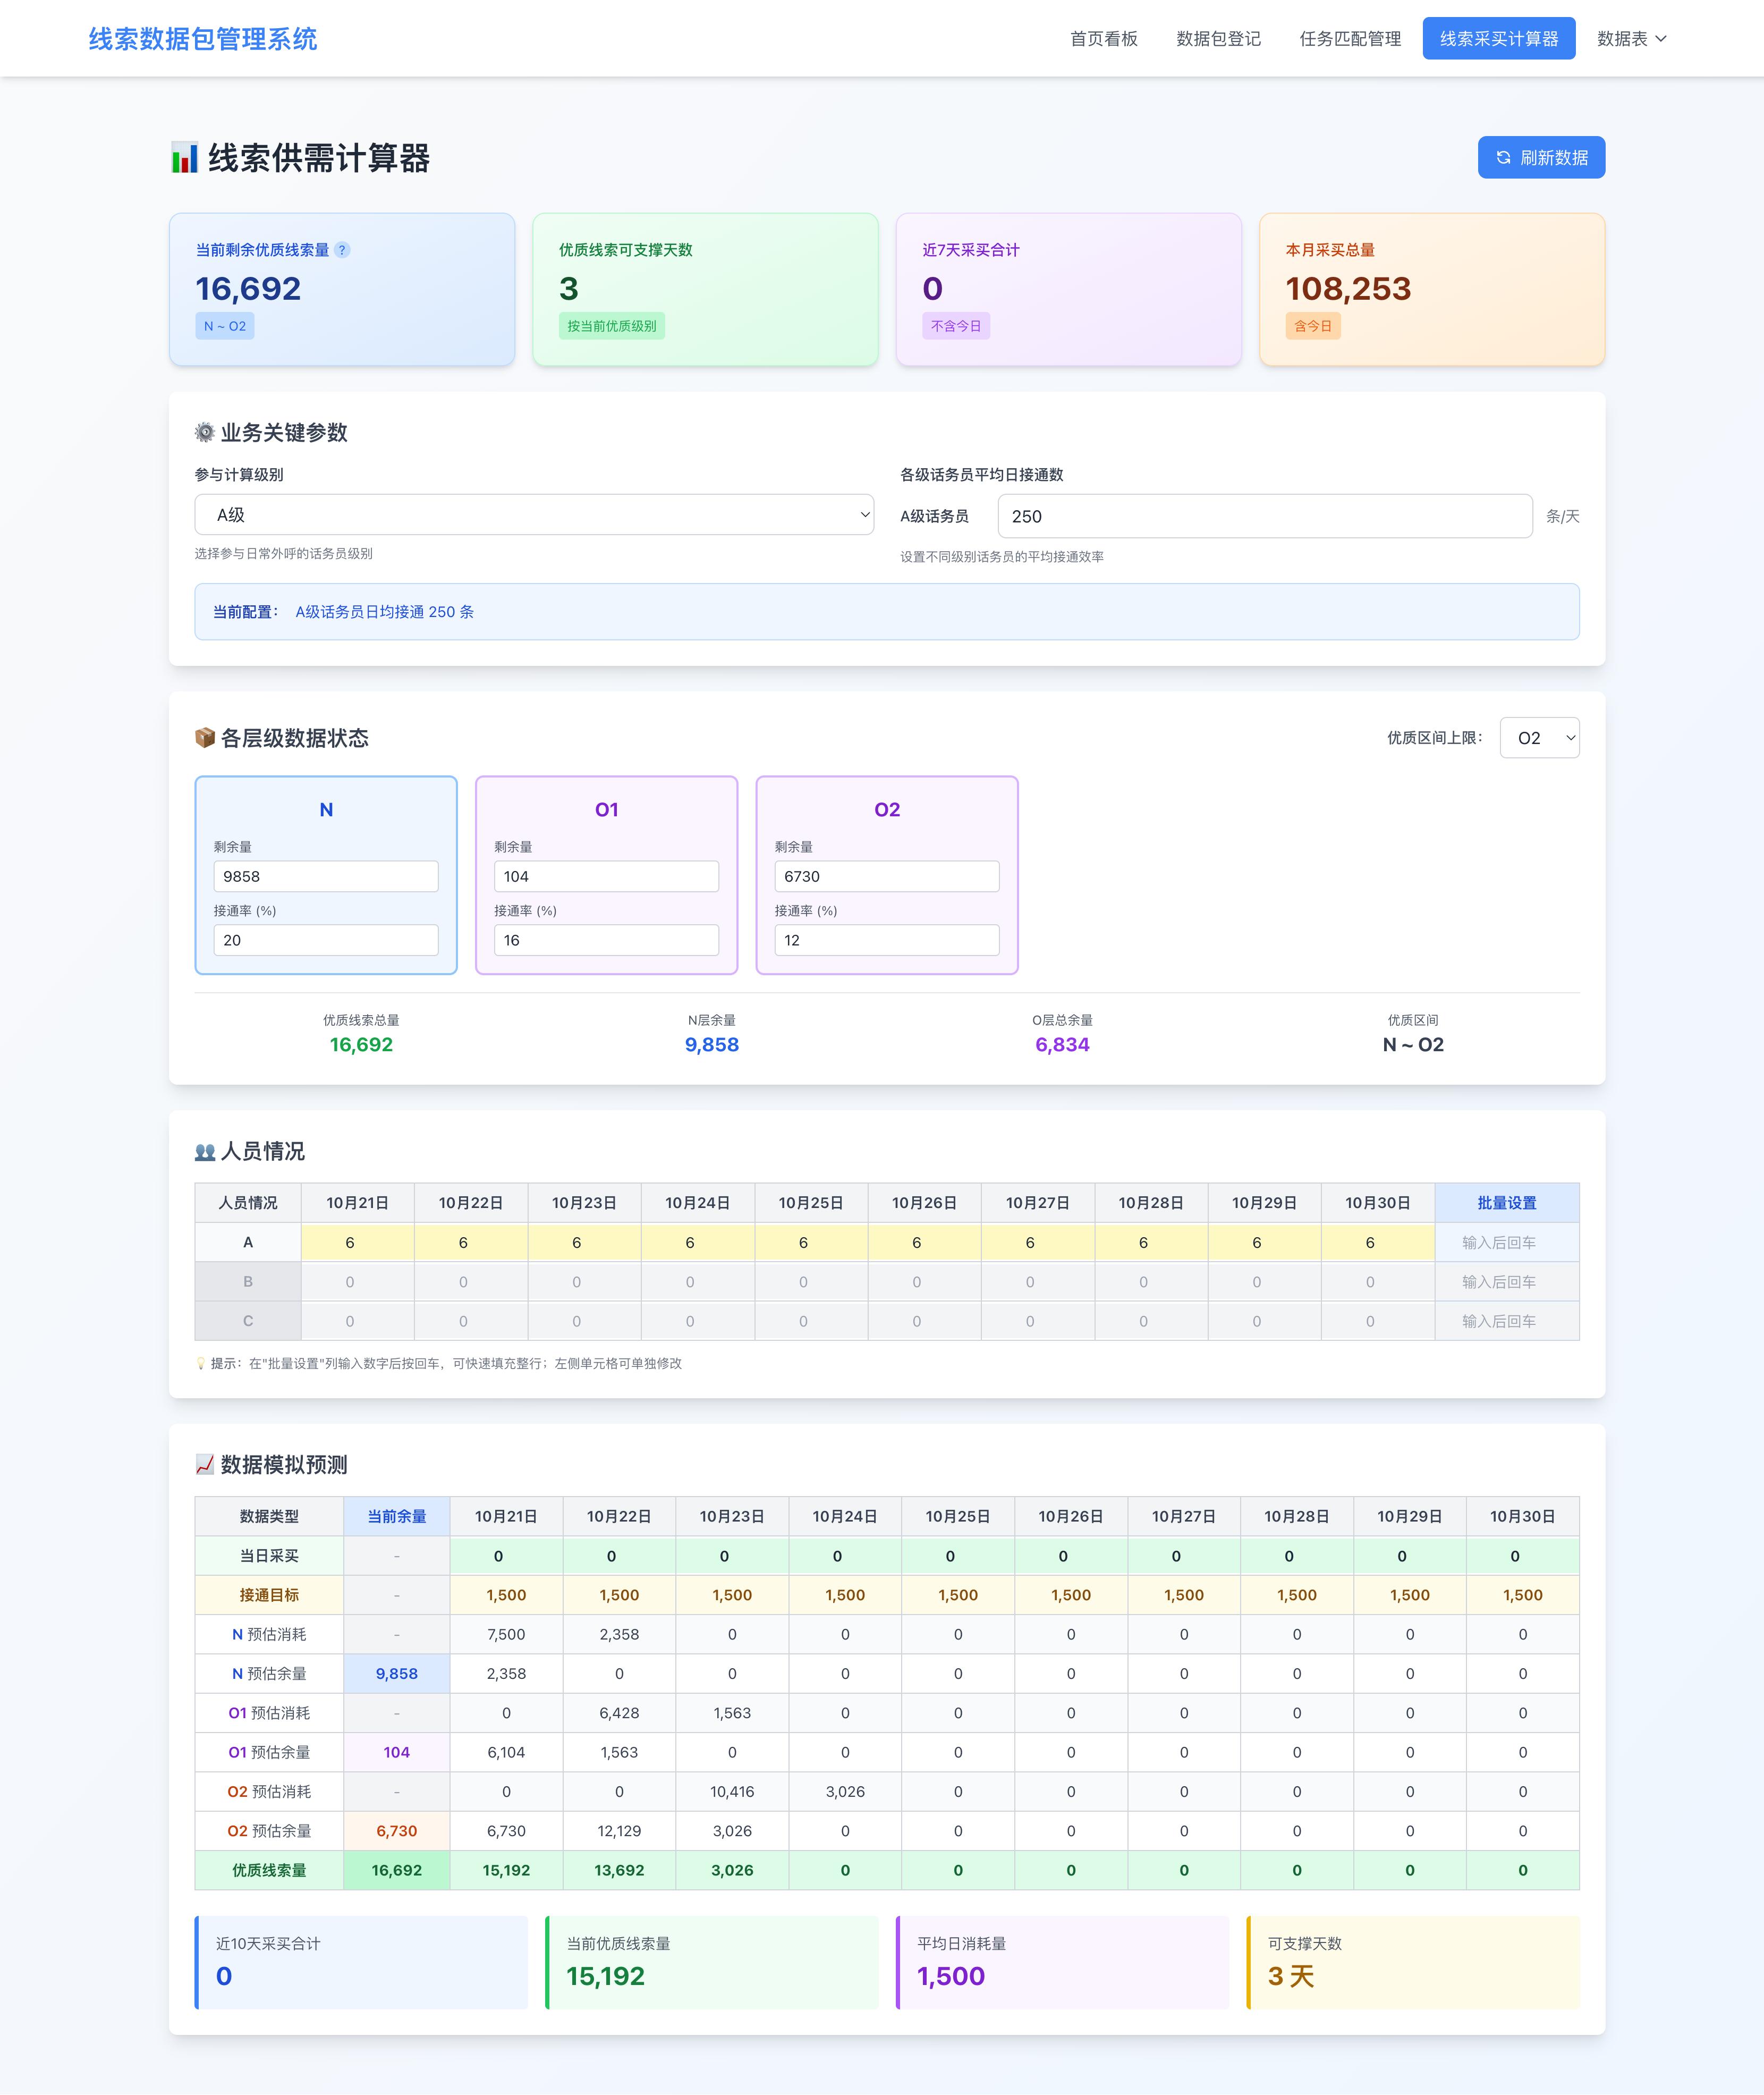 线索数据包管理系统 首页看板 数据包登记 任务匹配管理 线索采买计算器 数据表
线索供需计算器 刷新数据
当前剩余优质线索量 ? 优质线索可支撑天数 近7天采买合计 本月采买总量
16,692 3 0 108,253
N ~ O2 按当前优质级别 不含今日 含今日
业务关键参数
参与计算级别 各级话务员平均日接通数
A级 A级话务员 250 条/天
选择参与日常外呼的话务员级别 设置不同级别话务员的平均接通效率
当前配置： A级话务员日均接通 250 条
各层级数据状态 优质区间上限： O2
N O1 O2
剩余量 剩余量 剩余量
9858 104 6730
接通率 (%) 接通率 (%) 接通率 (%)
20 16 12
优质线索总量 N层余量 O层总余量 优质区间
16,692 9,858 6,834 N ~ O2
人员情况
人员情况 10月21日 10月22日 10月23日 10月24日 10月25日 10月26日 10月27日 10月28日 10月29日 10月30日 批量设置
A 6 6 6 6 6 6 6 6 6 6 输入后回车
B 0 0 0 0 0 0 0 0 0 0 输入后回车
C 0 0 0 0 0 0 0 0 0 0 输入后回车
提示：在"批量设置"列输入数字后按回车，可快速填充整行；左侧单元格可单独修改
数据模拟预测
数据类型 当前余量 10月21日 10月22日 10月23日 10月24日 10月25日 10月26日 10月27日 10月28日 10月29日 10月30日
当日采买 - 0 0 0 0 0 0 0 0 0 0
接通目标 - 1,500 1,500 1,500 1,500 1,500 1,500 1,500 1,500 1,500 1,500
N 预估消耗 - 7,500 2,358 0 0 0 0 0 0 0 0
N 预估余量 9,858 2,358 0 0 0 0 0 0 0 0 0
O1 预估消耗 - 0 6,428 1,563 0 0 0 0 0 0 0
O1 预估余量 104 6,104 1,563 0 0 0 0 0 0 0 0
O2 预估消耗 - 0 0 10,416 3,026 0 0 0 0 0 0
O2 预估余量 6,730 6,730 12,129 3,026 0 0 0 0 0 0 0
优质线索量 16,692 15,192 13,692 3,026 0 0 0 0 0 0 0
近10天采买合计 当前优质线索量 平均日消耗量 可支撑天数
0 15,192 1,500 3 天